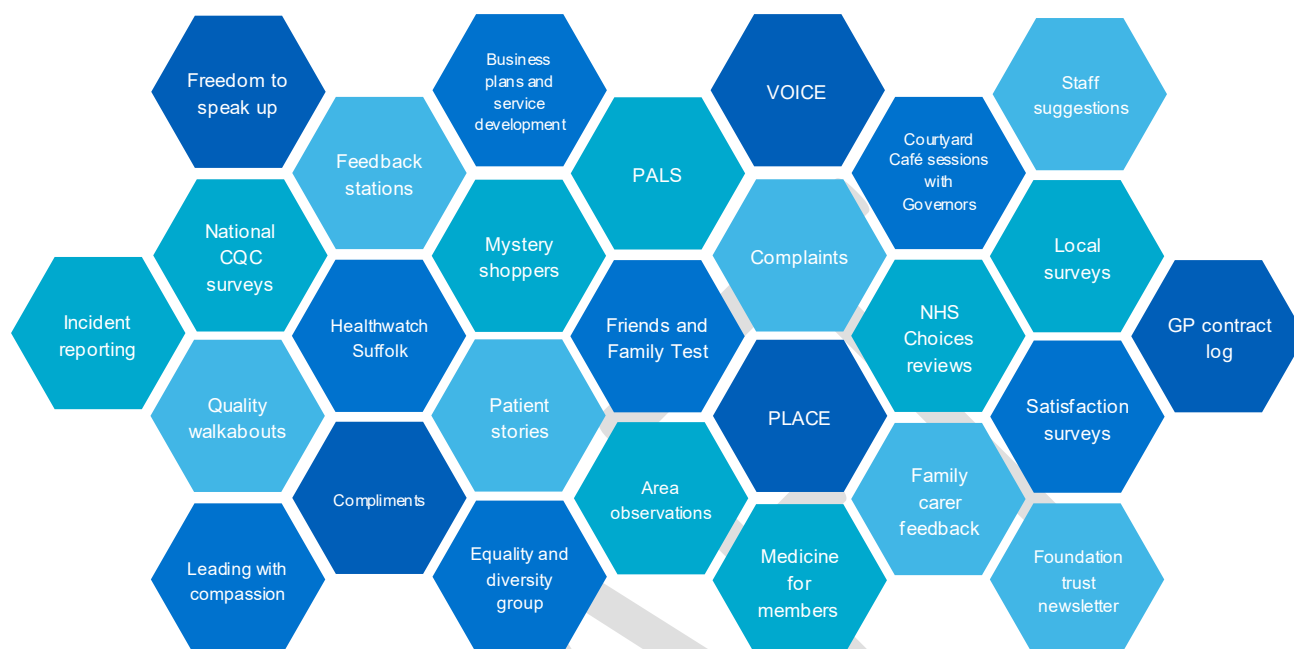 Freedom to
speak up
Business
plans and
service
development
VOICE
Staff
suggestions
Feedback
stations
PALS
Courtyard
Café sessions
with
Governors
National
CQC
surveys
Mystery
shoppers
Complaints
Local
surveys
Incident
reporting
Healthwatch
Suffolk
Friends and
Family Test
NHS
Choices
reviews
GP contract
log
Quality
walkabouts
Patient
stories
PLACE
Satisfaction
surveys
Compliments
Area
observations
Family
carer
feedback
Leading with
compassion
Equality and
diversity
group
Medicine
for
members
Foundation
trust
newsletter